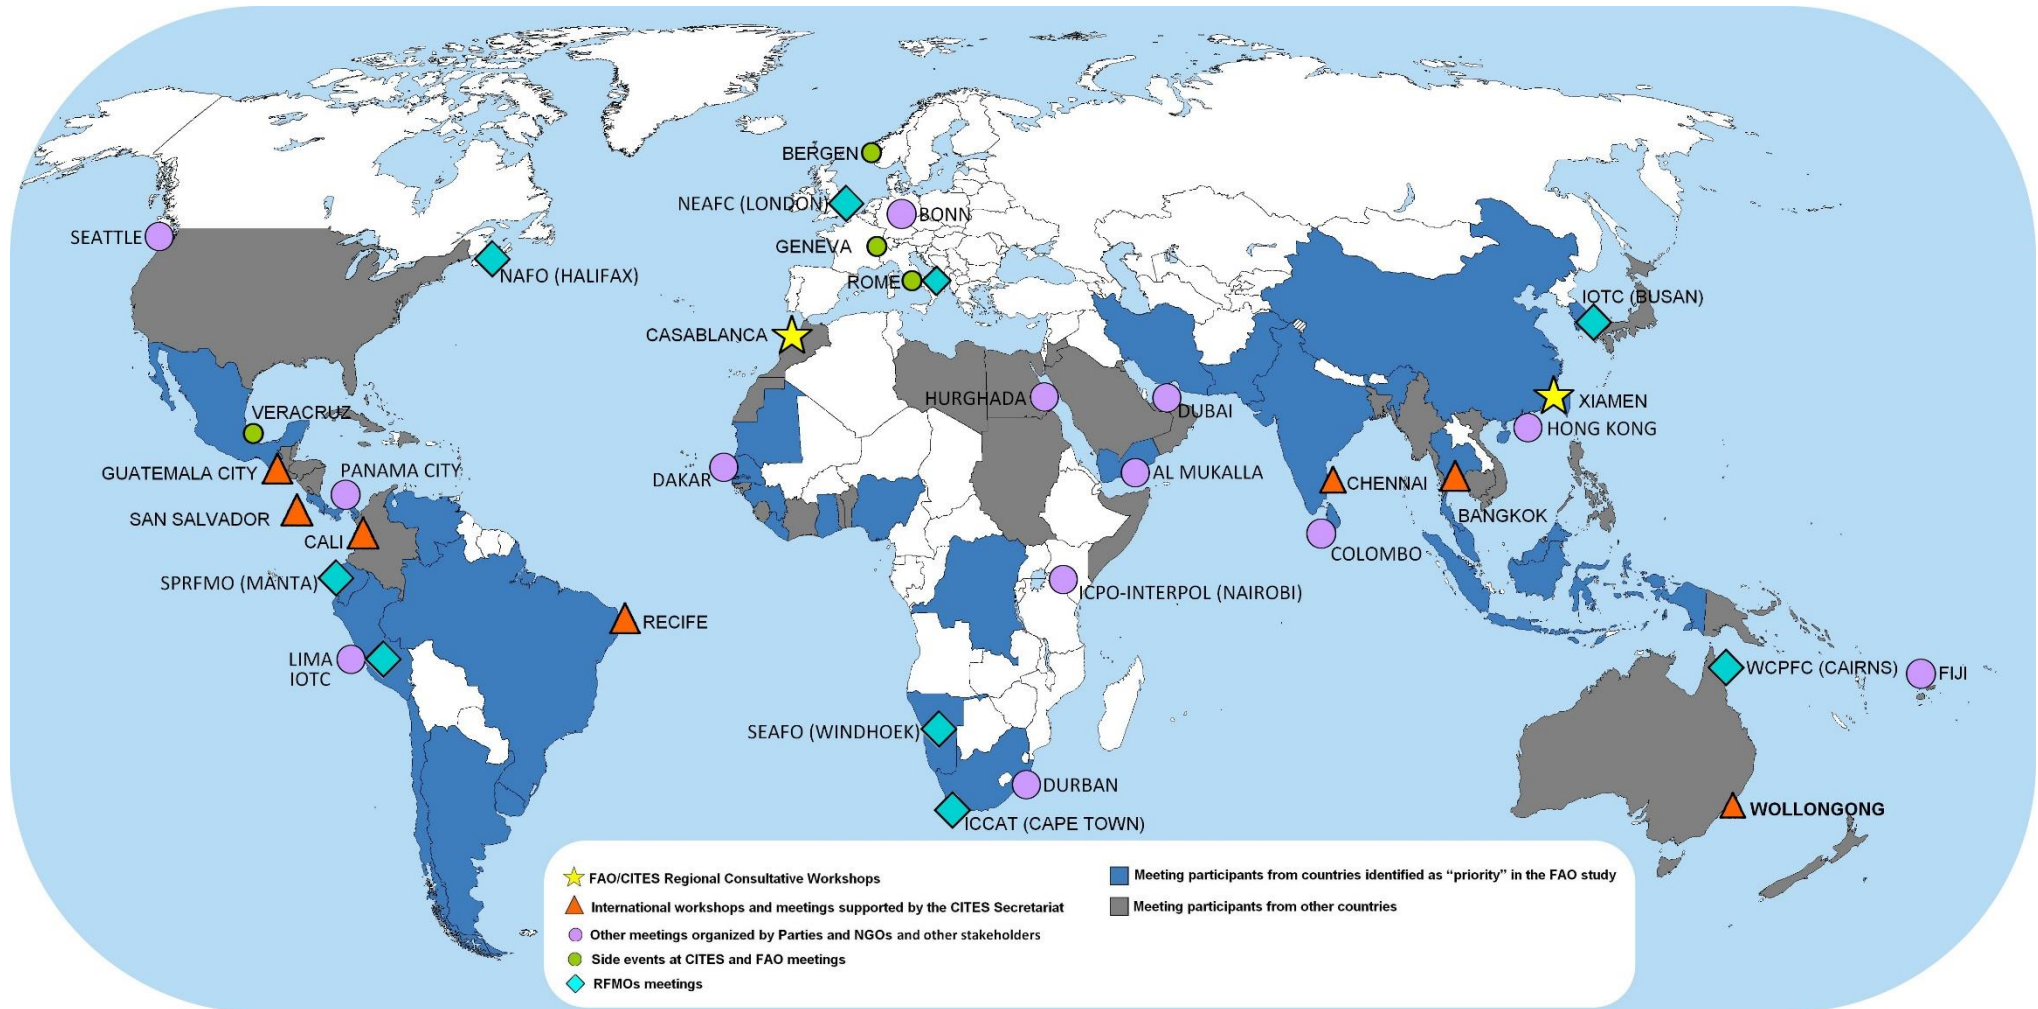 BERGEN
NEAFC (LONDON)
BONN
SEATTLE
GENEVA
NAFO (HALIFAX)
ROME
IOTC (BUSAN)
CASABLANCA
HURGHADA
DUBAI
XIAMEN
VERACRUZ
HONG KONG
GUATEMALA CITY
PANAMA CITY
DAKAR
AL MUKALLA
CHENNAI
SAN SALVADOR
BANGKOK
CALI
COLOMBO
SPRFMO (MANTA)
ICPO-INTERPOL (NAIROBI)
RECIFE
LIMA
IOTC
WCPFC (CAIRNS)
FIJI
SEAFO (WINDHOEK)
DURBAN
ICCAT (CAPE TOWN)
WOLLONGONG
FAO/CITES Regional Consultative Workshops
International workshops and meetings supported by the CITES Secretariat
Other meetings organized by Parties and NGOs and other stakeholders
Side events at CITES and FAO meetings
RFMOs meetings
Meeting participants from countries identified as “priority” in the FAO study
Meeting participants from other countries